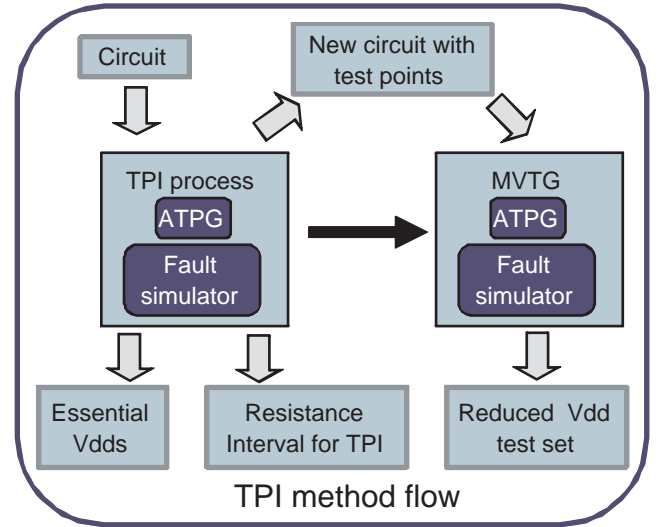 Circuit
New circuit with
test points
TPI process
ATPG
Fault
simulator
MVTG
ATPG
Fault
simulator
Essential
Vdds
Resistance
Interval for TPI
Reduced Vdd
test set
TPI method flow